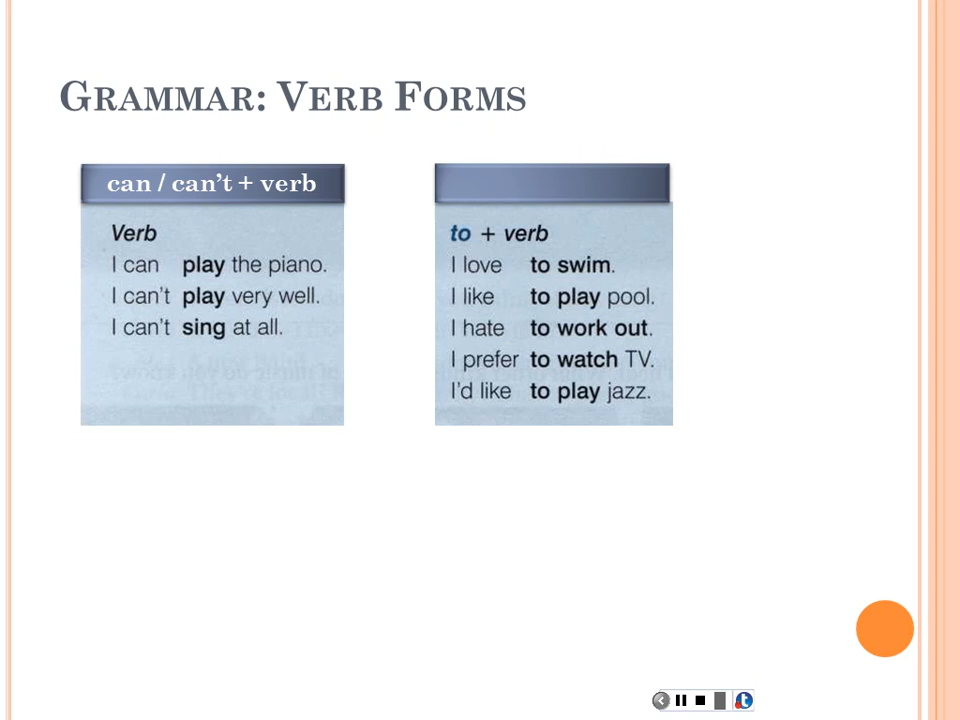 GRAMMAR: VERB FORMS
can / can't + verb
Verb
I can play the piano.
I can't play very well.
I can't sing at all.
to + verb
I love to swim.
I like to play pool.
I hate to work out.
I prefer to watch TV.
I'd like to play jazz.